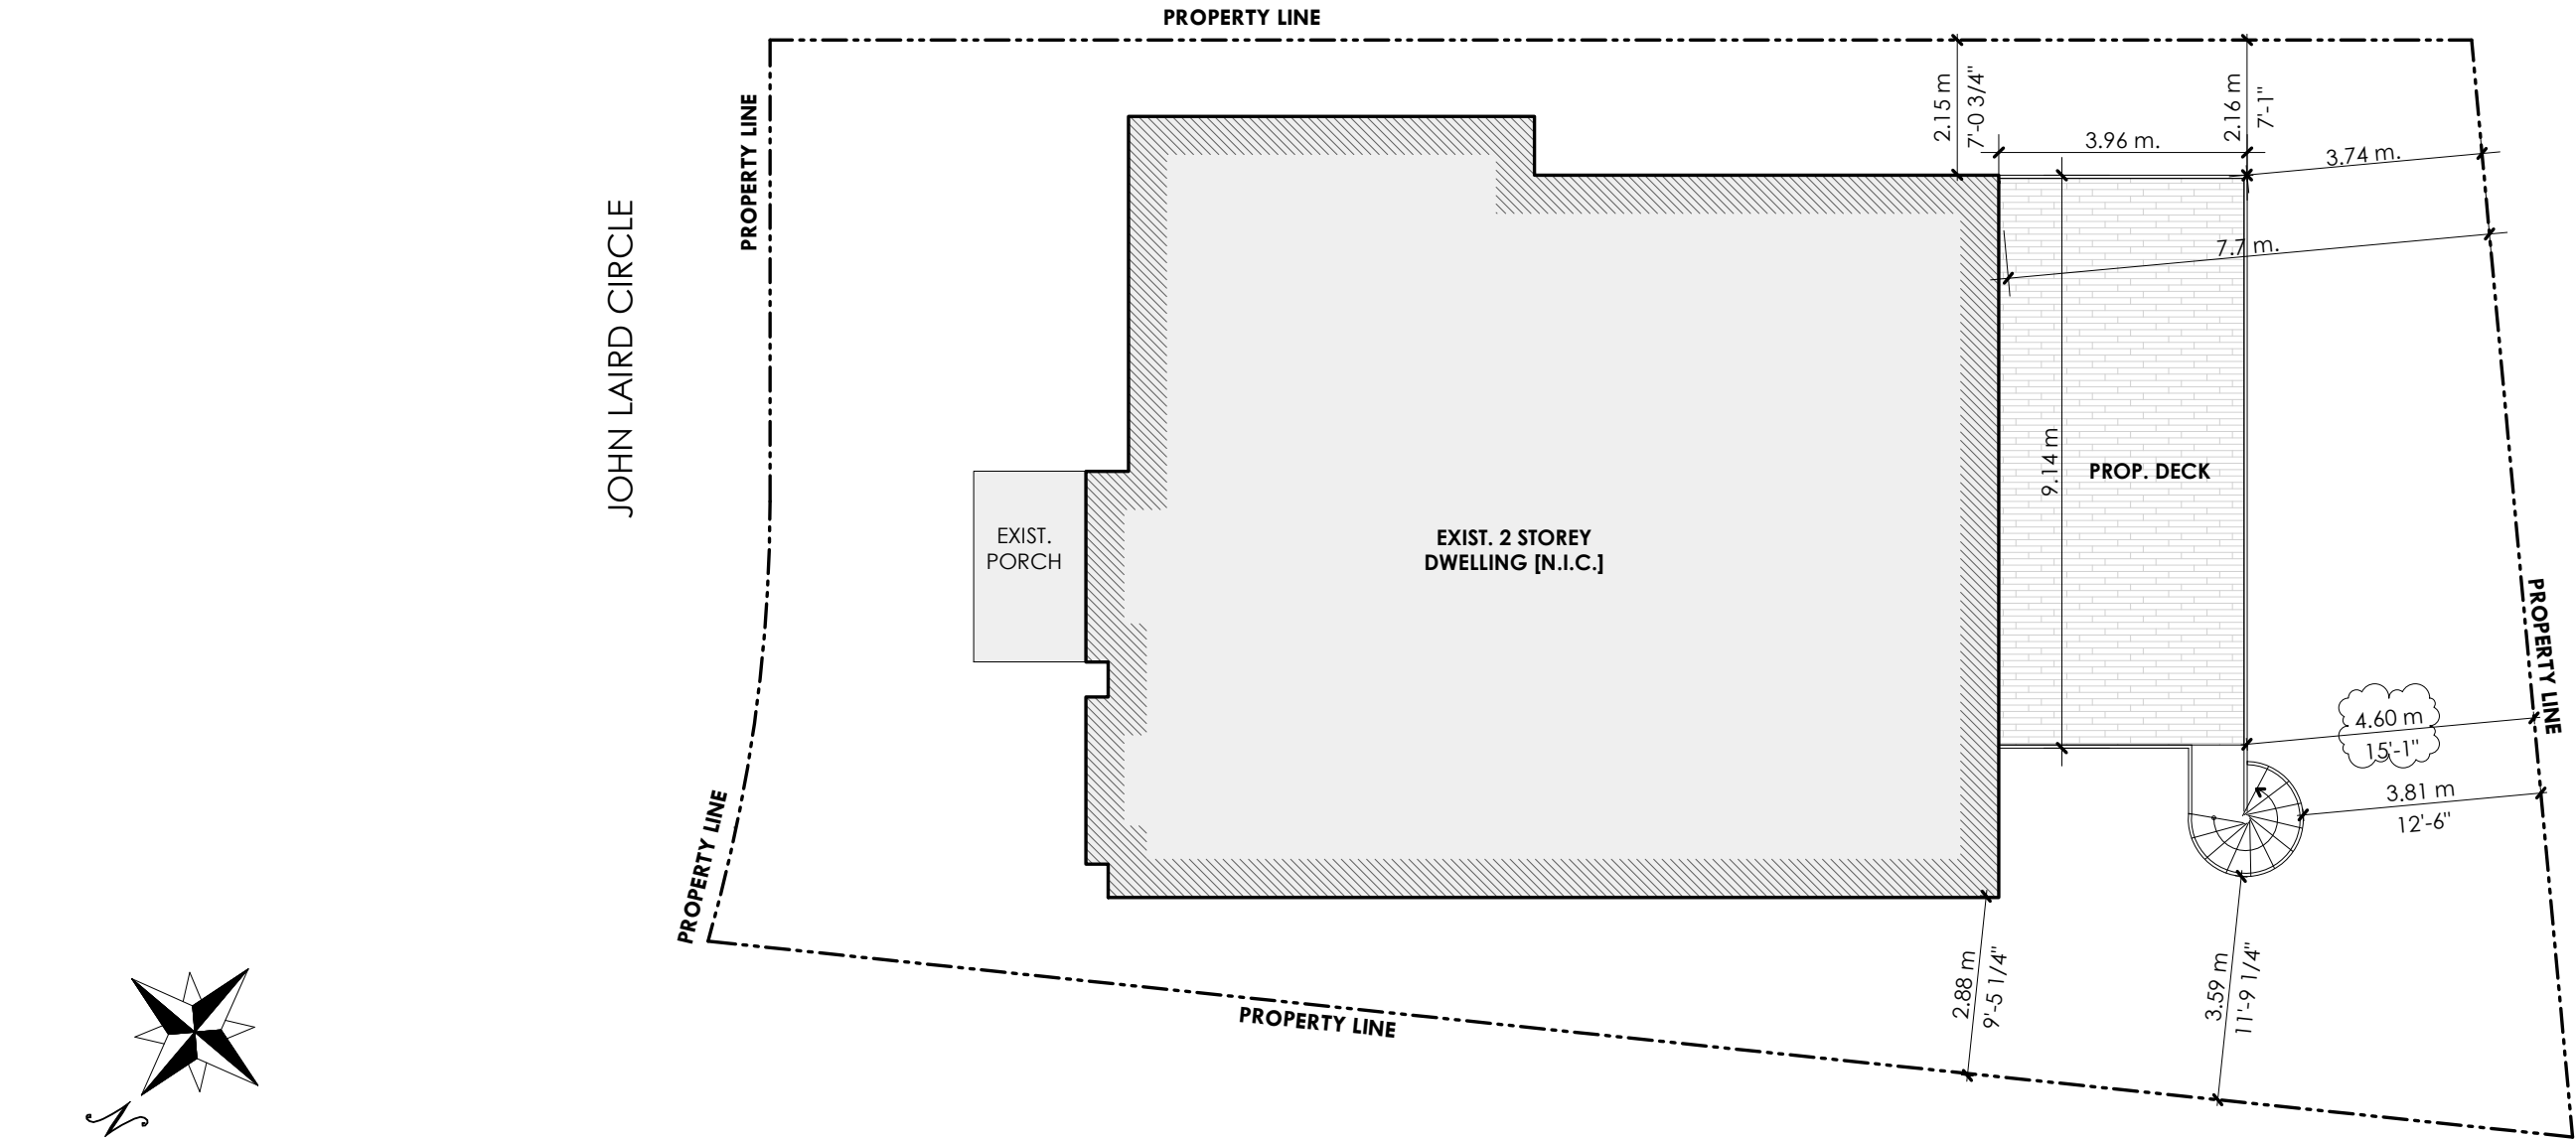 PROPERTY LINE
PROPERTY LINE
JOHN LAIRD CIRCLE
2.15 m
7'-0 3/4"
2.16 m
7'-1"
3.96 m.
3.74 m.
7.7 m.
9.14 m
PROP. DECK
EXIST.
PORCH
EXIST. 2 STOREY
DWELLING [N.I.C.]
PROPERTY LINE
4.60 m
15'-1"
3.81 m
12'-6"
PROPERTY LINE
2.88 m
9'-5 1/4"
3.59 m
11'-9 1/4"
PROPERTY LINE
N